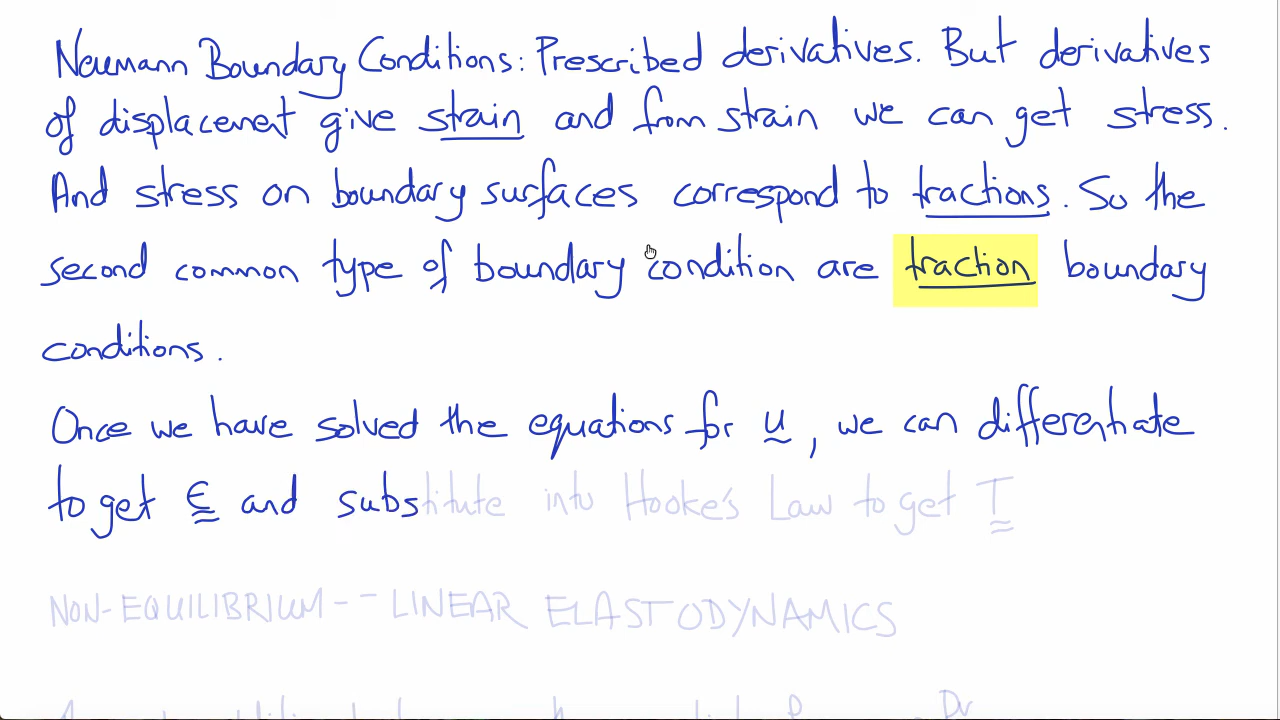 Neumann Boundary Conditions: Prescribed derivatives. But derivatives
of displacement give strain and from strain we can get stress.
And stress on boundary surfaces correspond to tractions. So the
second common type of boundary condition are traction boundary
conditions.
Once we have solved the equations for u, we can differentiate
to get ε and substitute into Hooke's Law to get T
NON-EQUILIBRIUM -- LINEAR ELASTODYNAMICS